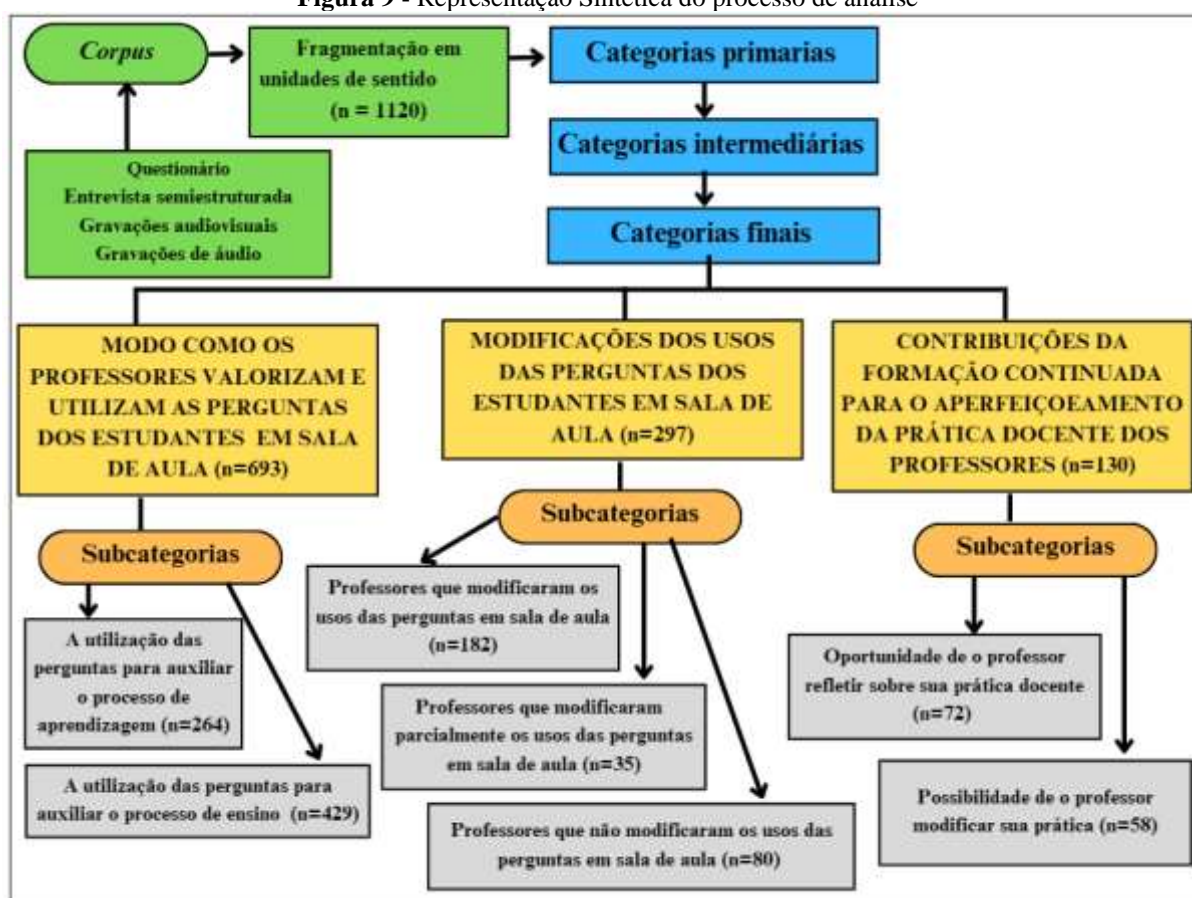 Figura 9 - Representação Sintética do processo de análise
Corpus
Fragmentação em
unidades de sentido
(n = 1120)
Categorias primarias
Questionário
Entrevista semiestruturada
Gravações audiovisuais
Gravações de áudio
Categorias intermediárias
Categorias finais
MODO COMO OS
PROFESSORES VALORIZAM E
UTILIZAM AS PERGUNTAS
DOS ESTUDANTES EM SALA
DE AULA (n=693)
MODIFICAÇÕES DOS USOS
DAS PERGUNTAS DOS
ESTUDANTES EM SALA DE
AULA (n=297)
CONTRIBUIÇÕES DA
FORMAÇÃO CONTINUADA
PARA O APERFEIÇOEAMENTO
DA PRÁTICA DOCENTE DOS
PROFESSORES (n=130)
Subcategorias
A utilização das
perguntas para auxiliar
o processo de
aprendizagem (n=264)
A utilização das perguntas para
auxiliar o processo de ensino (n=429)
Subcategorias
Professores que modificaram os
usos das perguntas em sala de aula
(n=182)
Professores que modificaram
parcialmente os usos das perguntas
em sala de aula (n=35)
Professores que não modificaram os usos das
perguntas em sala de aula (n=80)
Subcategorias
Oportunidade de o professor
refletir sobre sua prática docente
(n=72)
Possibilidade de o professor
modificar sua prática (n=58)